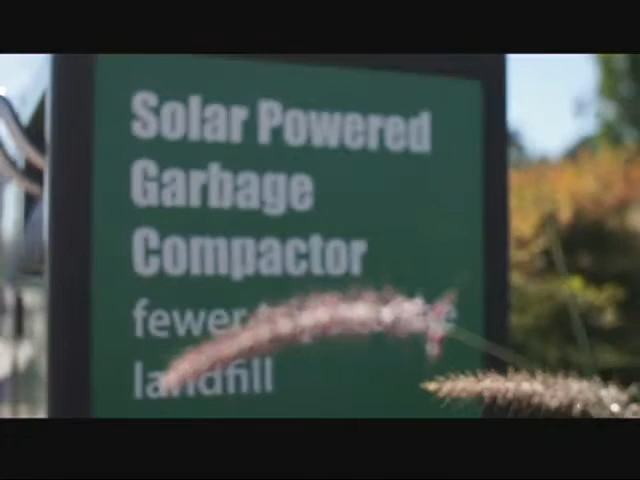 Solar Powered
Garbage
Compactor
fewer
landfill